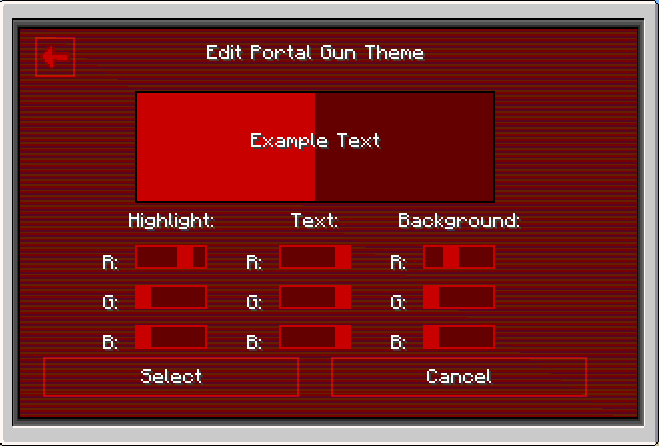 Edit Portal Gun Theme
Example Text
Highlight: Text: Background:
R: R: R:
G: G: G:
B: B: B:
Select Cancel